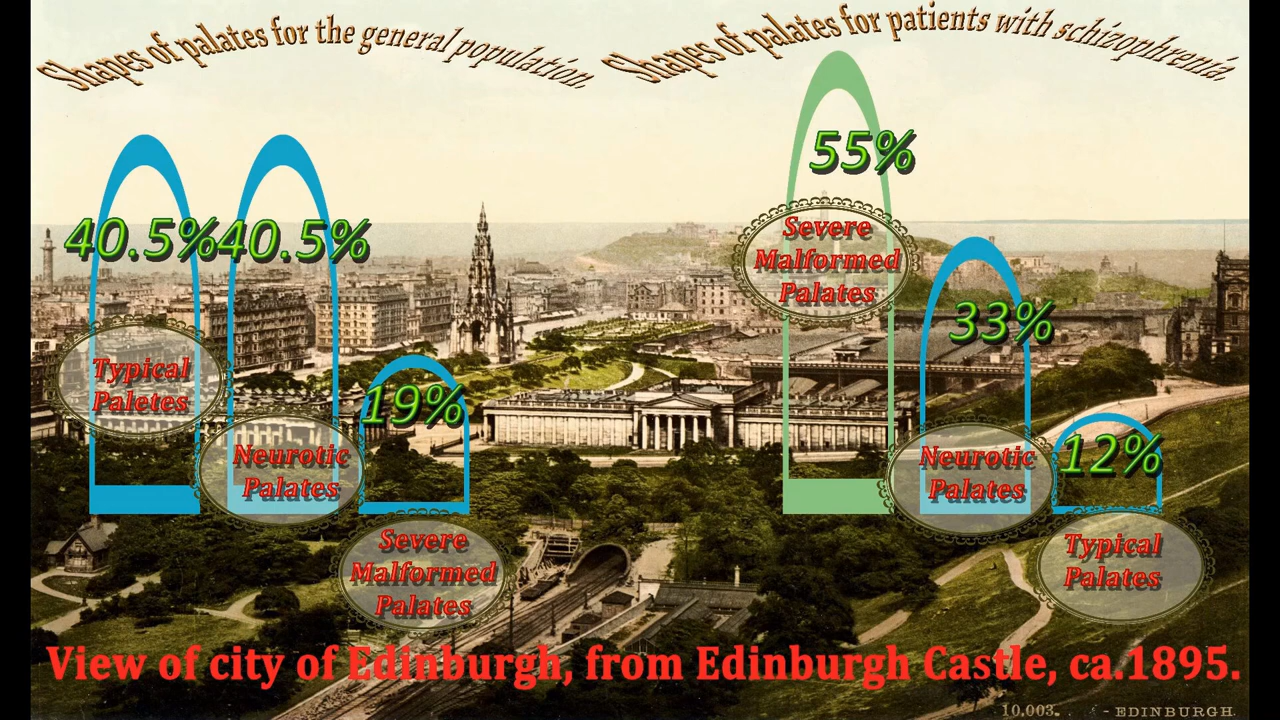 Shapes of palates for the general population.
Shapes of palates for patients with schizophrenia.
40.5%
40.5%
19%
Typical
Paletes
Neurotic
Palates
Severe
Malformed
Palates
55%
33%
12%
Severe
Malformed
Palates
Neurotic
Palates
Typical
Palates
View of city of Edinburgh, from Edinburgh Castle, ca.1895.
10,003. - EDINBURGH.